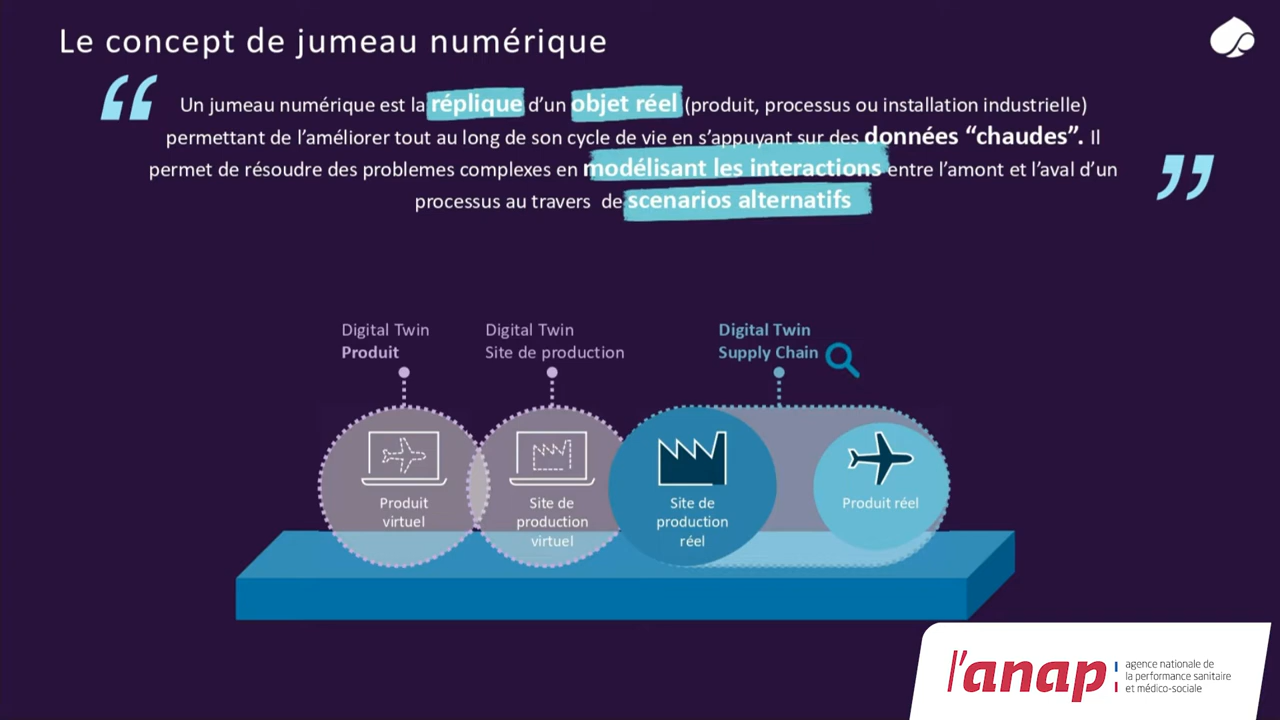 Le concept de jumeau numérique
“ Un jumeau numérique est la réplique d’un objet réel (produit, processus ou installation industrielle)
permettant de l’améliorer tout au long de son cycle de vie en s’appuyant sur des données “chaudes”. Il
permet de résoudre des problemes complexes en modélisant les interactions entre l’amont et l’aval d’un
processus au travers de scenarios alternatifs ”
Digital Twin
Produit
Digital Twin
Site de production
Digital Twin
Supply Chain
Produit
virtuel
Site de
production
virtuel
Site de
production
réel
Produit réel
l’anap
agence nationale de
la performance sanitaire
et médico-sociale